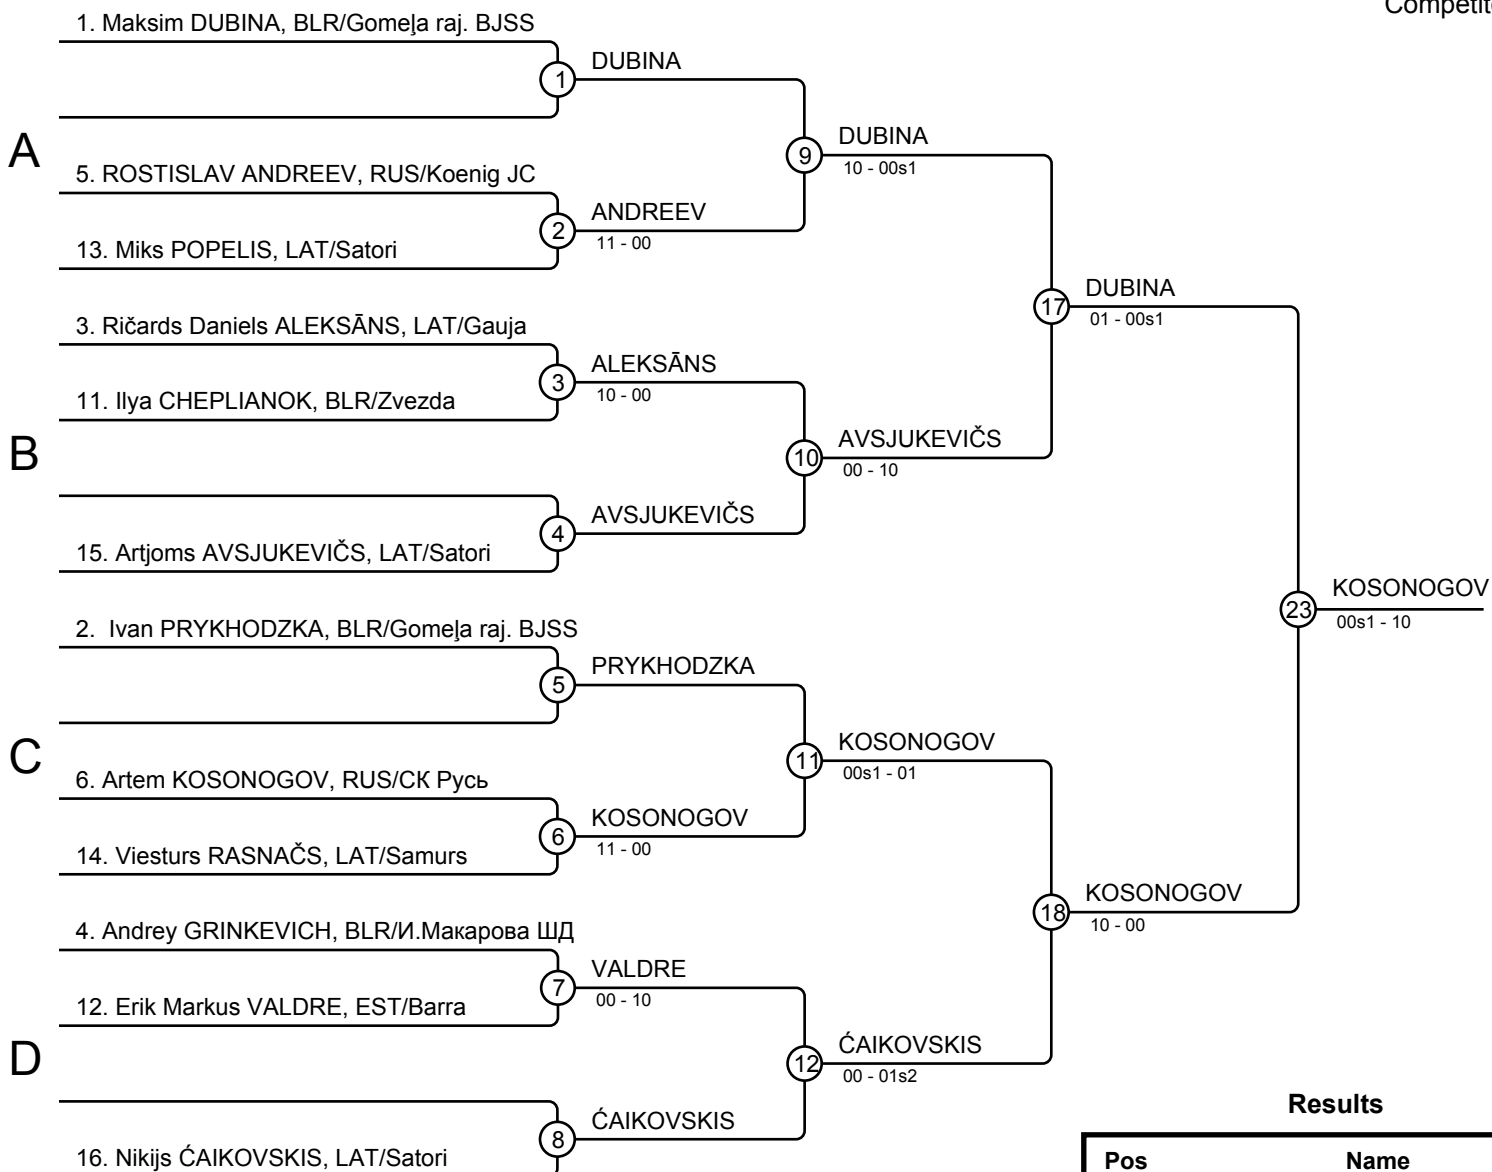 Competit
1. Maksim DUBINA, BLR/Gomeļa raj. BJSS
1
DUBINA
A
9
DUBINA
10 - 00s1
5. ROSTISLAV ANDREEV, RUS/Koenig JC
2
ANDREEV
11 - 00
13. Miks POPELIS, LAT/Satori
17
DUBINA
01 - 00s1
3. Ričards Daniels ALEKSĀNS, LAT/Gauja
3
ALEKSĀNS
10 - 00
11. Ilya CHEPLIANOK, BLR/Zvezda
B
10
AVSJUKEVIČS
00 - 10
4
AVSJUKEVIČS
15. Artjoms AVSJUKEVIČS, LAT/Satori
23
KOSONOGOV
00s1 - 10
2. Ivan PRYKHODZKA, BLR/Gomeļa raj. BJSS
5
PRYKHODZKA
C
11
KOSONOGOV
00s1 - 01
6. Artem KOSONOGOV, RUS/СК Русь
6
KOSONOGOV
11 - 00
14. Viesturs RASNAČS, LAT/Samurs
18
KOSONOGOV
10 - 00
4. Andrey GRINKEVICH, BLR/И.Макарова ШД
7
VALDRE
00 - 10
12. Erik Markus VALDRE, EST/Barra
D
12
ĆAIKOVSKIS
00 - 01s2
8
ĆAIKOVSKIS
16. Nikijs ĆAIKOVSKIS, LAT/Satori
Results
Pos Name